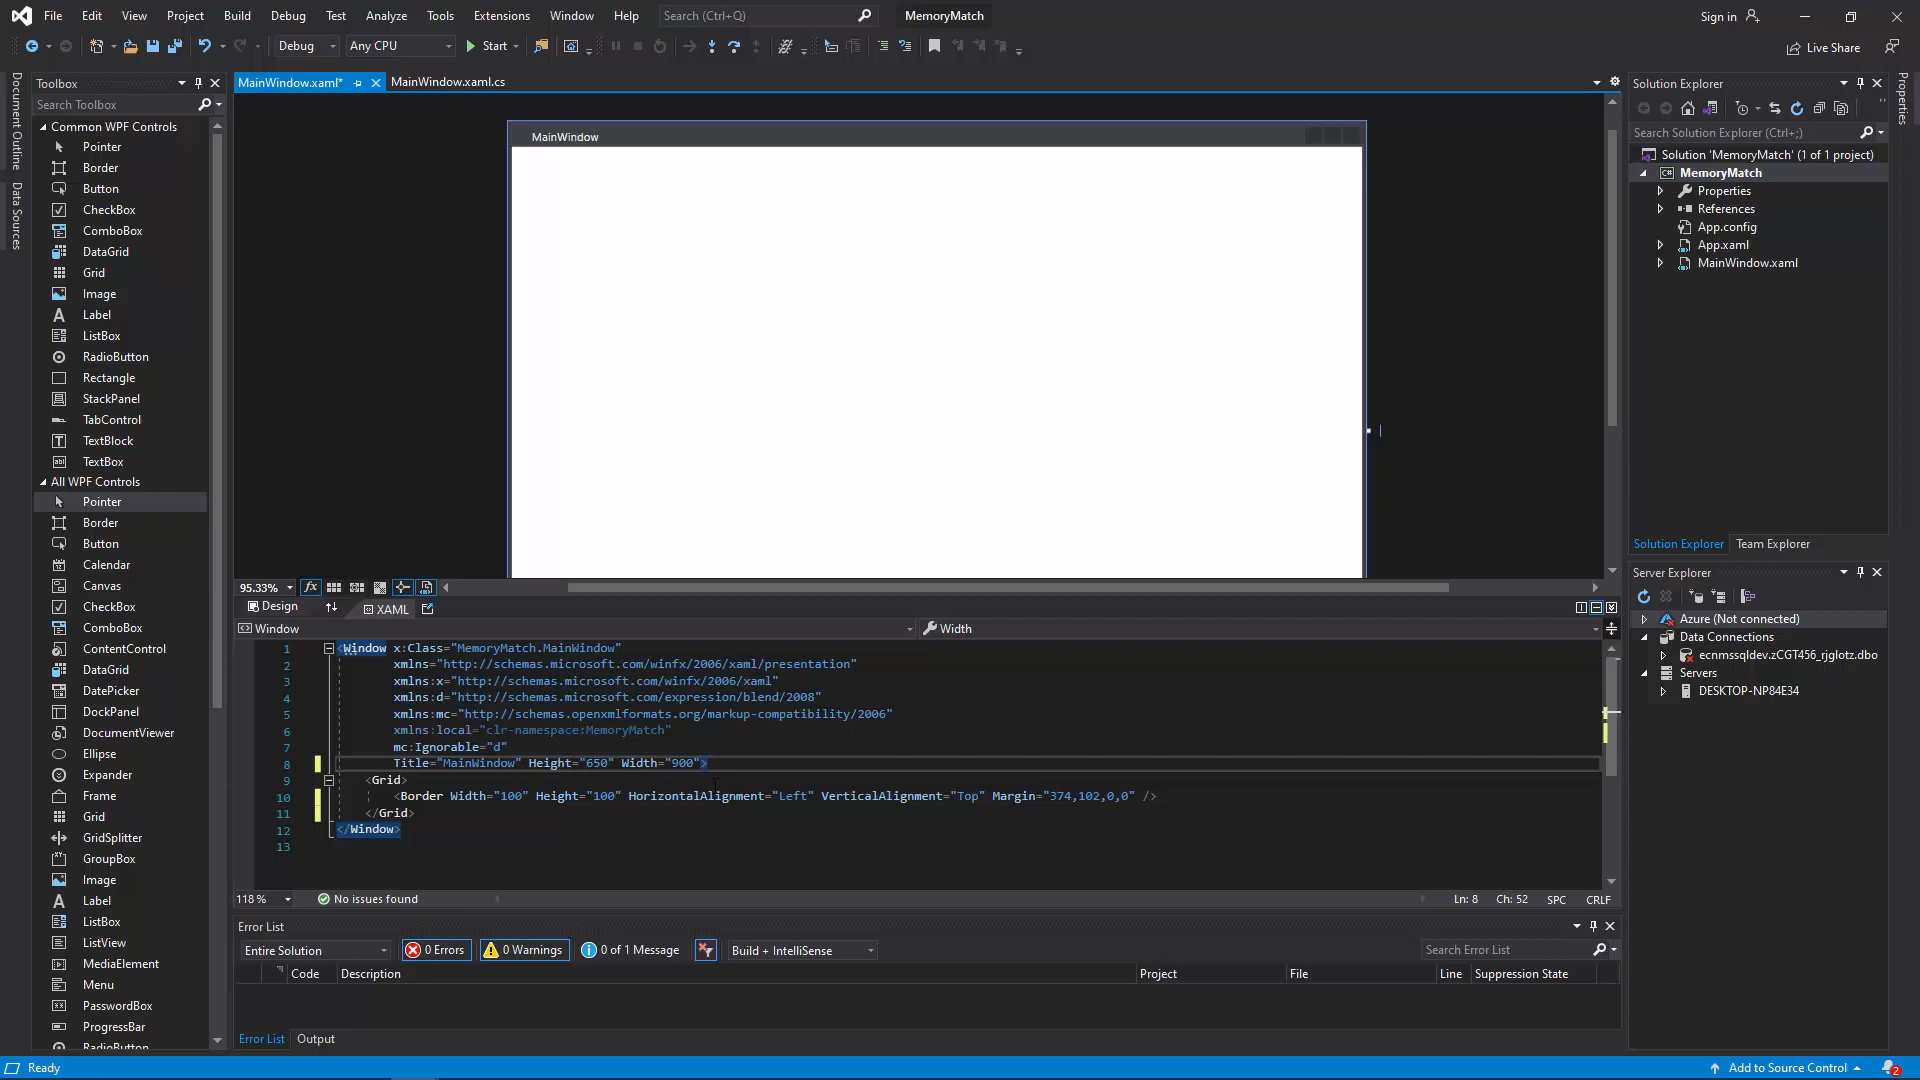 File Edit View Project Build Debug Test Analyze Tools Extensions Window Help Search (Ctrl+Q) MemoryMatch Sign in
Debug Any CPU Start Live Share
Document Outline
Data Sources
Toolbox
Search Toolbox
Common WPF Controls
Pointer
Border
Button
CheckBox
ComboBox
DataGrid
Grid
Image
Label
ListBox
RadioButton
Rectangle
StackPanel
TabControl
TextBlock
TextBox
All WPF Controls
Pointer
Border
Button
Calendar
Canvas
CheckBox
ComboBox
ContentControl
DataGrid
DatePicker
DockPanel
DocumentViewer
Ellipse
Expander
Frame
Grid
GridSplitter
GroupBox
Image
Label
ListBox
ListView
MediaElement
Menu
PasswordBox
ProgressBar
RadioButton
MainWindow.xaml* MainWindow.xaml.cs
MainWindow
95.33% fx
Design XAML
Window Width
1 <Window x:Class="MemoryMatch.MainWindow"
2 xmlns="http://schemas.microsoft.com/winfx/2006/xaml/presentation"
3 xmlns:x="http://schemas.microsoft.com/winfx/2006/xaml"
4 xmlns:d="http://schemas.microsoft.com/expression/blend/2008"
5 xmlns:mc="http://schemas.openxmlformats.org/markup-compatibility/2006"
6 xmlns:local="clr-namespace:MemoryMatch"
7 mc:Ignorable="d"
8 Title="MainWindow" Height="650" Width="900">
9 <Grid>
10 <Border Width="100" Height="100" HorizontalAlignment="Left" VerticalAlignment="Top" Margin="374,102,0,0" />
11 </Grid>
12 </Window>
13
118 % No issues found Ln: 8 Ch: 52 SPC CRLF
Error List
Entire Solution 0 Errors 0 Warnings 0 of 1 Message Build + IntelliSense Search Error List
Code Description Project File Line Suppression State
Error List Output
Solution Explorer
Search Solution Explorer (Ctrl+;)
Solution 'MemoryMatch' (1 of 1 project)
C# MemoryMatch
Properties
References
App.config
App.xaml
MainWindow.xaml
Solution Explorer Team Explorer
Server Explorer
Azure (Not connected)
Data Connections
ecnmssqldev.zCGT456_rjglotz.dbo
Servers
DESKTOP-NP84E34
Properties
Ready Add to Source Control 2